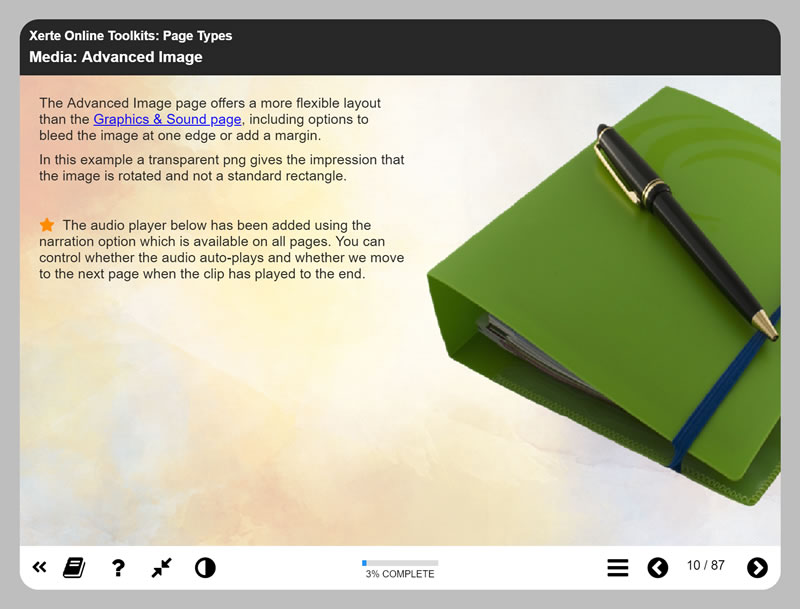 Xerte Online Toolkits: Page Types
Media: Advanced Image
The Advanced Image page offers a more flexible layout
than the Graphics & Sound page, including options to
bleed the image at one edge or add a margin.
In this example a transparent png gives the impression that
the image is rotated and not a standard rectangle.
The audio player below has been added using the
narration option which is available on all pages. You can
control whether the audio auto-plays and whether we move
to the next page when the clip has played to the end.
3% COMPLETE
10 / 87